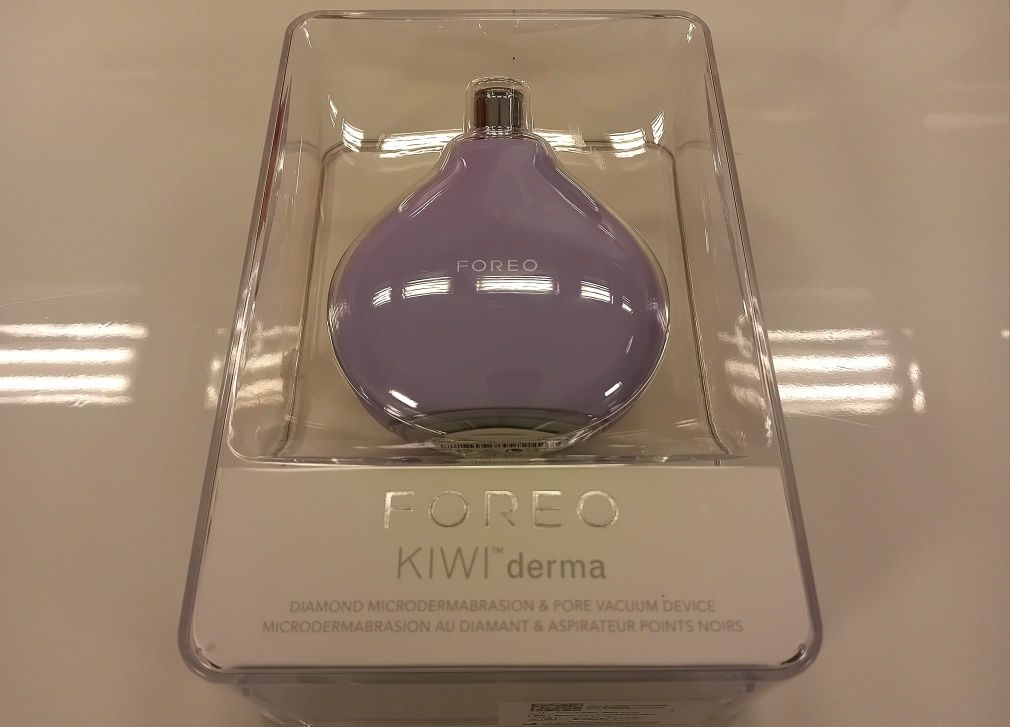 FOREO
FOREO
KIWI™ derma
DIAMOND MICRODERMABRASION & PORE VACUUM DEVICE
MICRODERMABRASION AU DIAMANT & ASPIRATEUR POINTS NOIRS